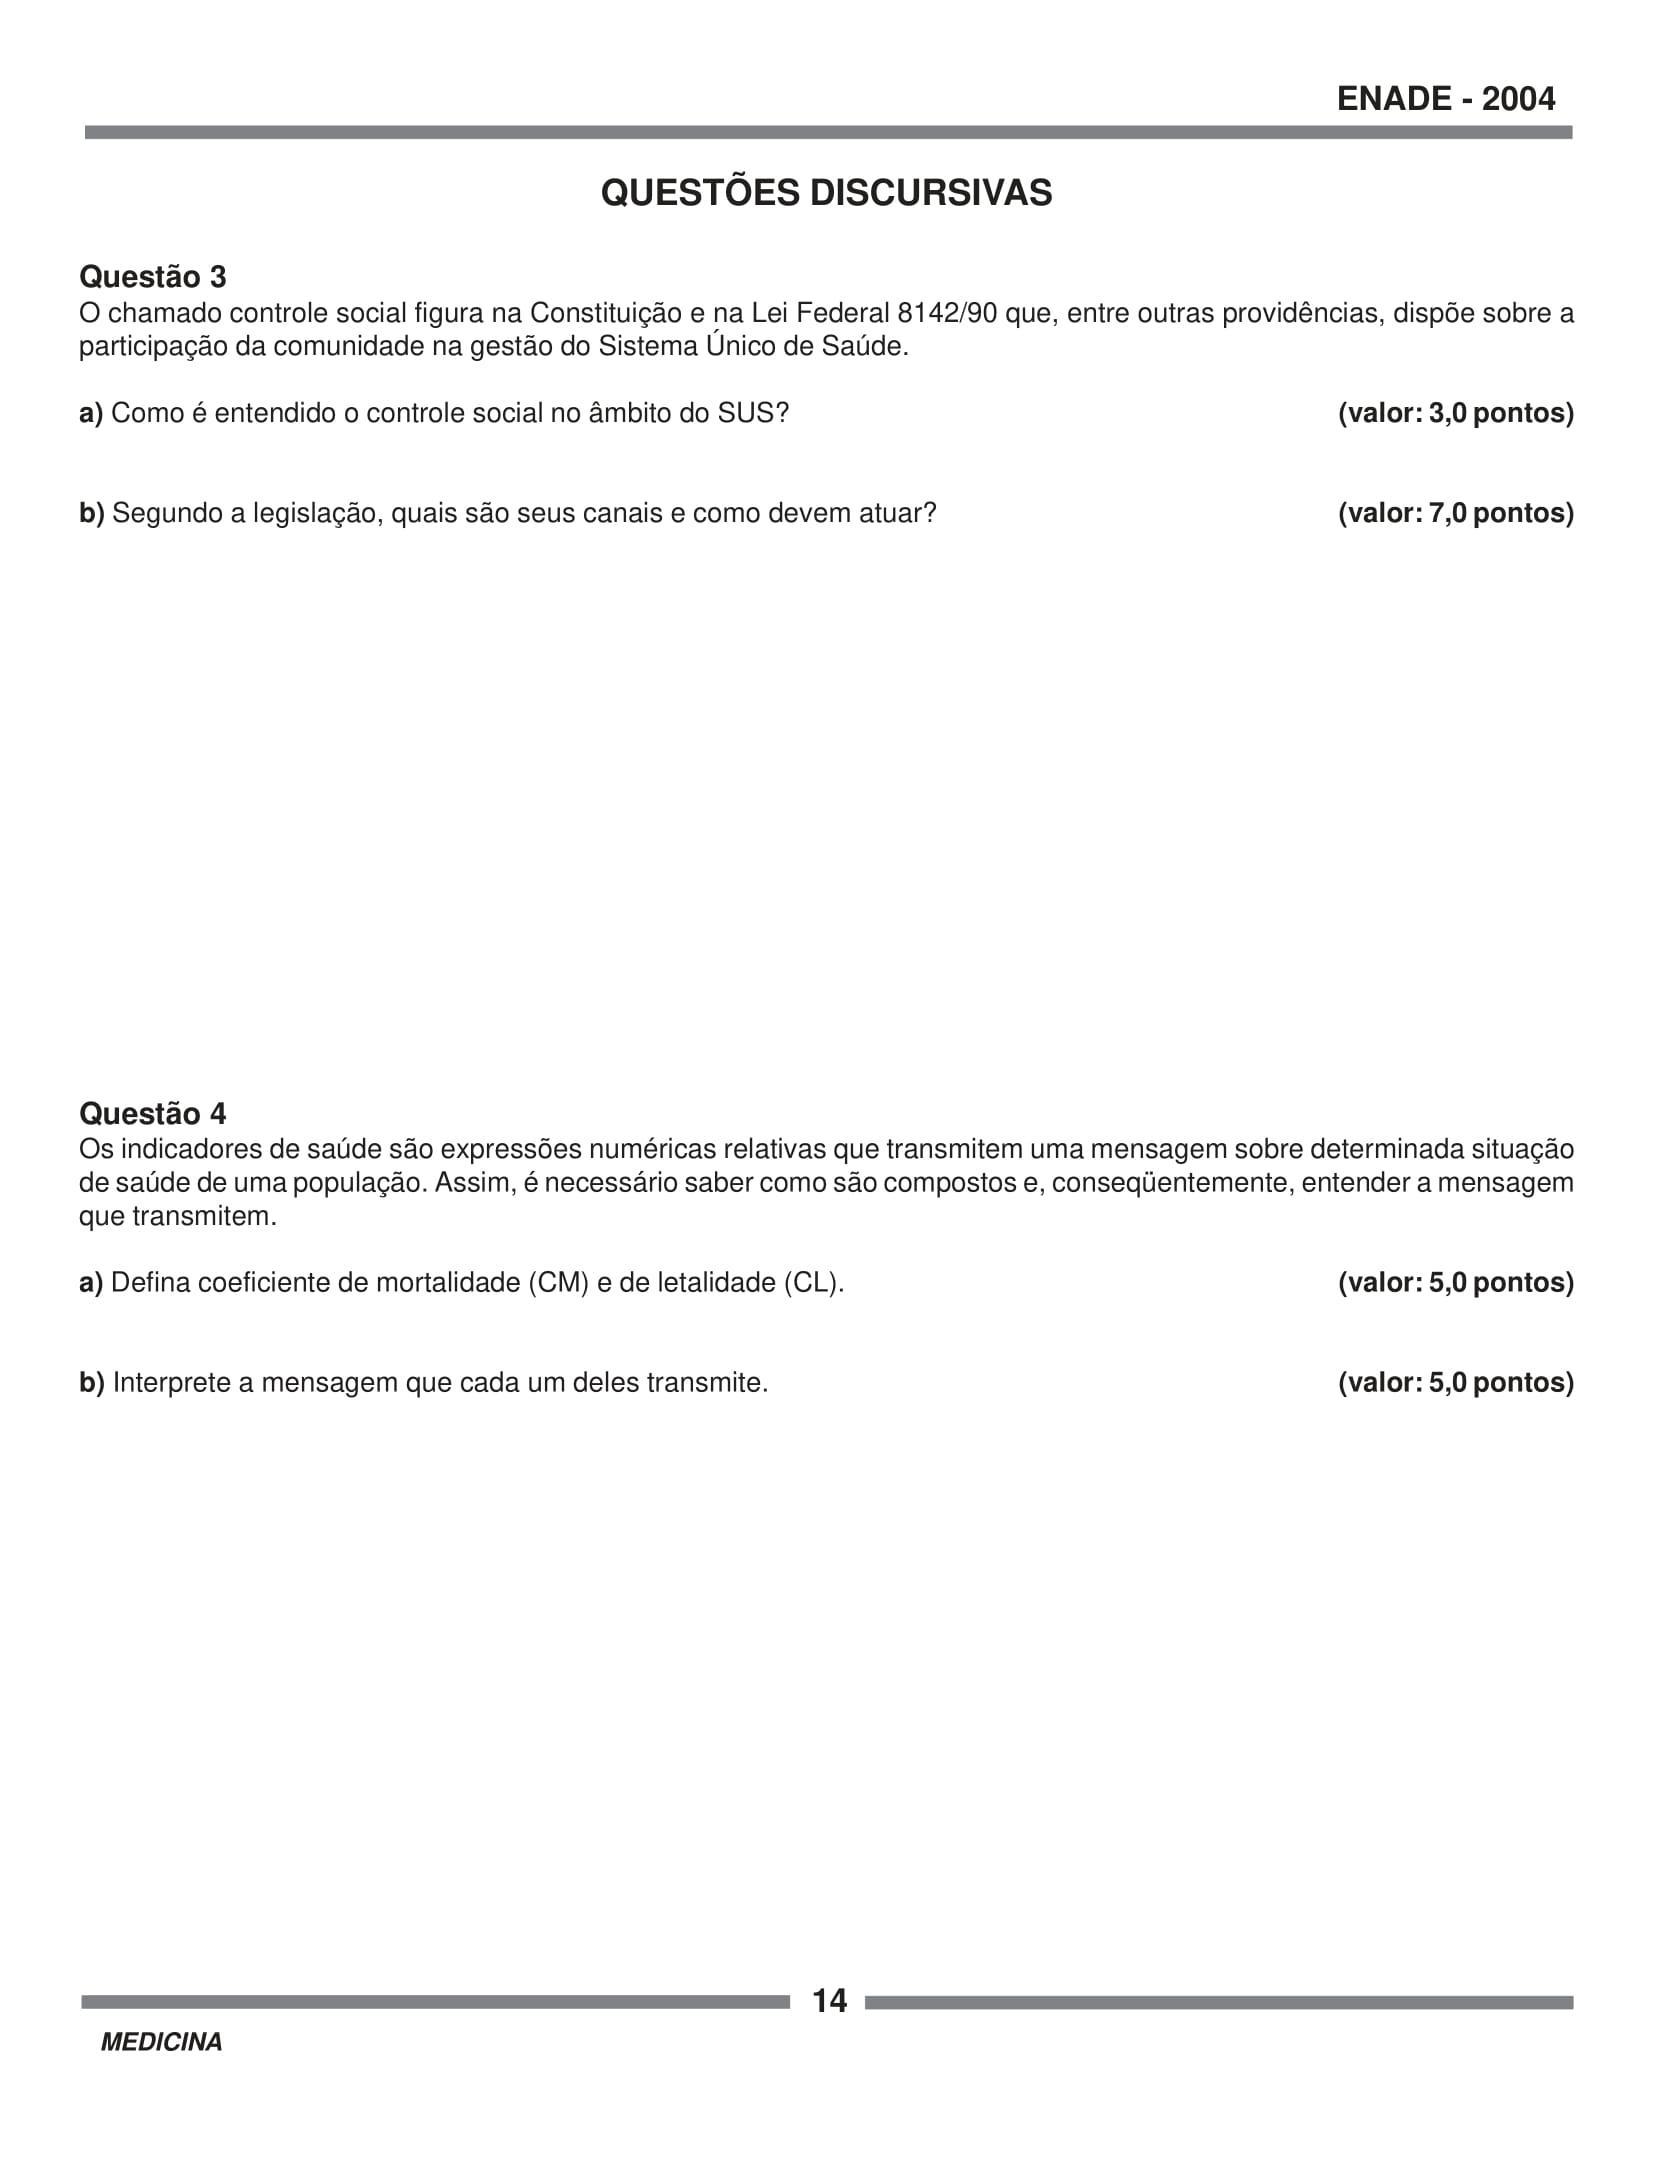 ENADE - 2004
QUESTÕES DISCURSIVAS
Questão 3
O chamado controle social figura na Constituição e na Lei Federal 8142/90 que, entre outras providências, dispõe sobre a
participação da comunidade na gestão do Sistema Único de Saúde.
a) Como é entendido o controle social no âmbito do SUS? (valor: 3,0 pontos)
b) Segundo a legislação, quais são seus canais e como devem atuar? (valor: 7,0 pontos)
Questão 4
Os indicadores de saúde são expressões numéricas relativas que transmitem uma mensagem sobre determinada situação
de saúde de uma população. Assim, é necessário saber como são compostos e, conseqüentemente, entender a mensagem
que transmitem.
a) Defina coeficiente de mortalidade (CM) e de letalidade (CL). (valor: 5,0 pontos)
b) Interprete a mensagem que cada um deles transmite. (valor: 5,0 pontos)
14
MEDICINA